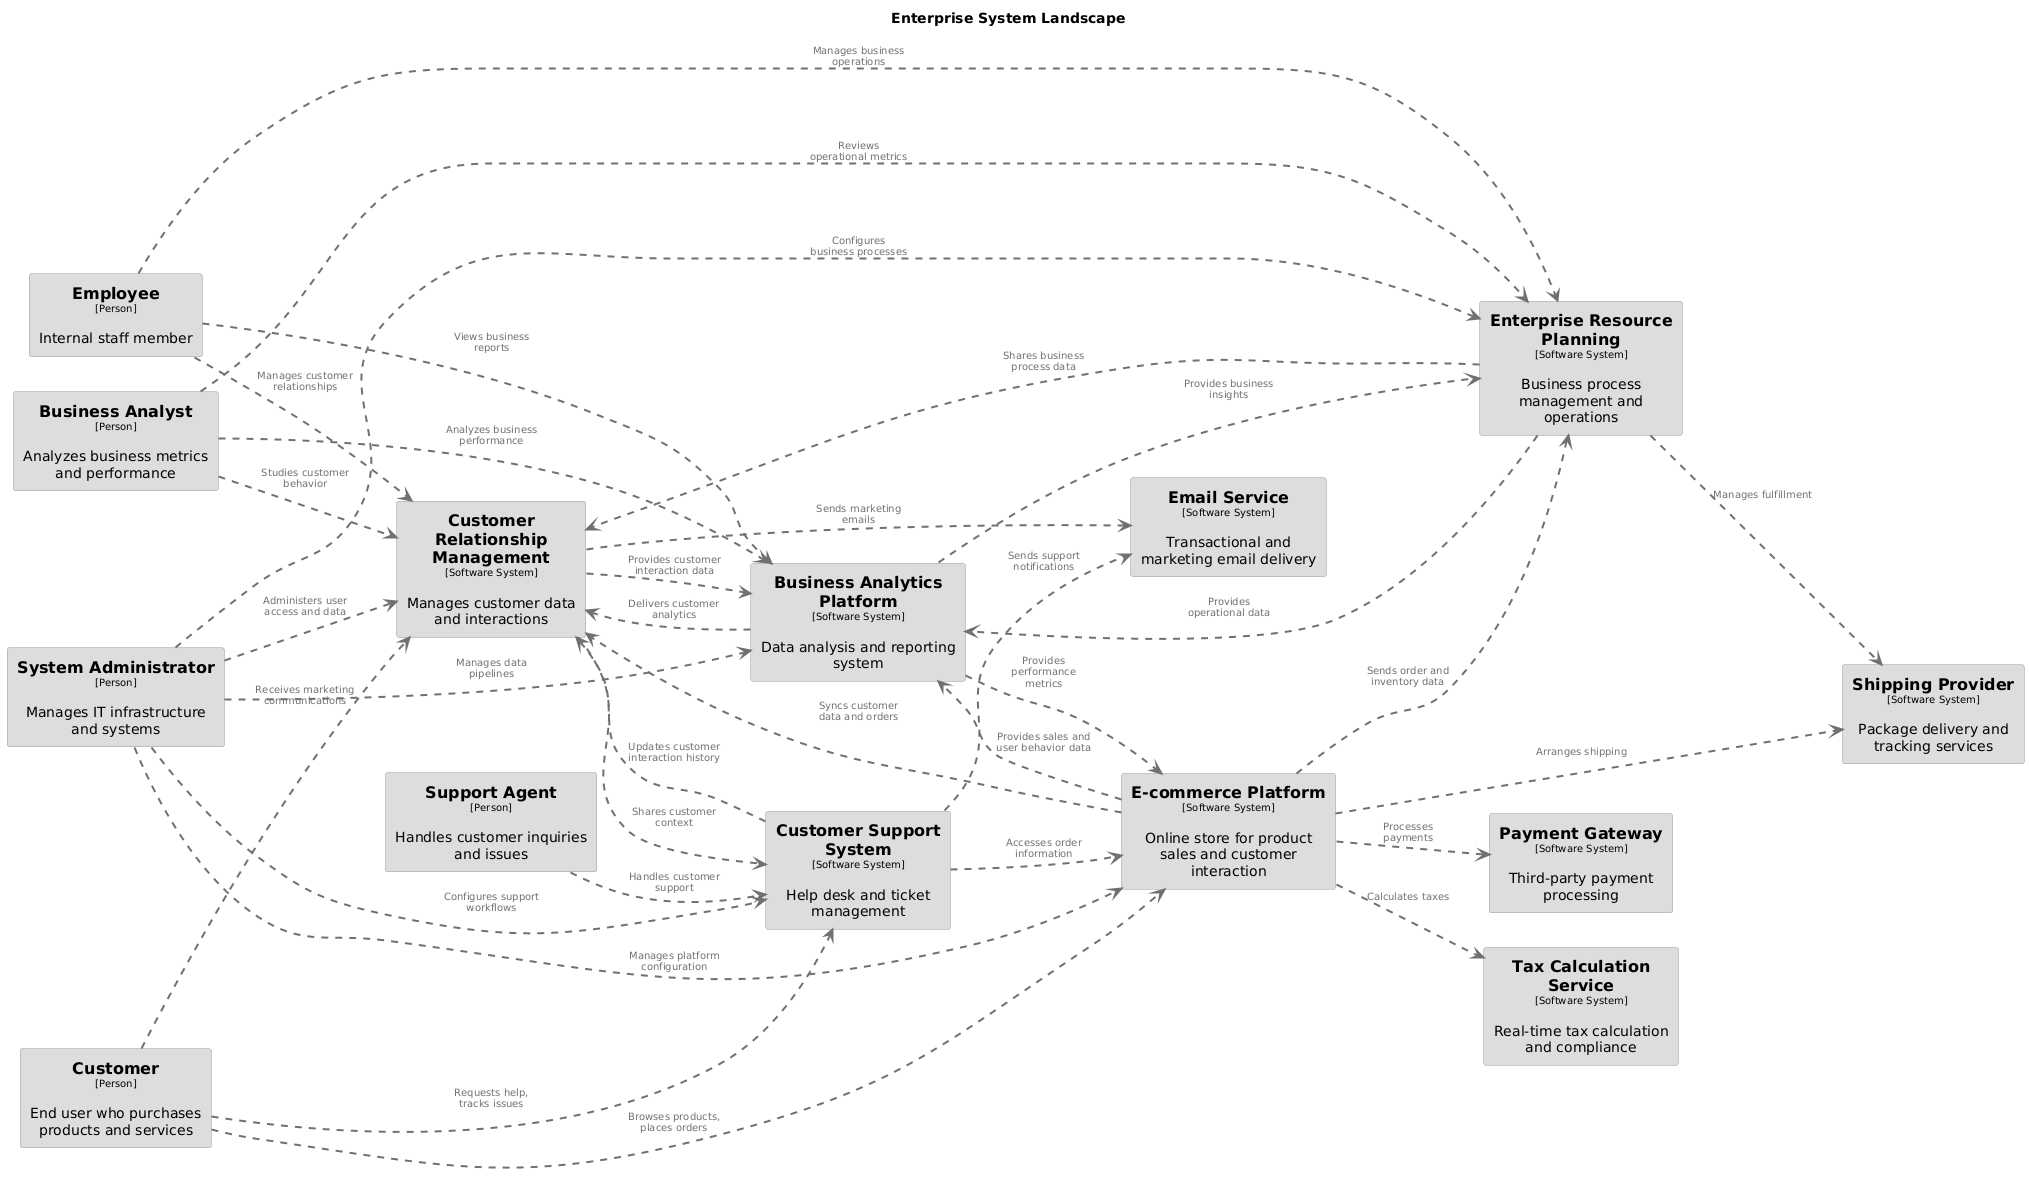 Enterprise System Landscape
Manages business
operations
Reviews
operational metrics
Configures
business processes
Employee
[Person]
Internal staff member
Views business
reports
Manages customer
relationships
Business Analyst
[Person]
Analyzes business metrics
and performance
Analyzes business
performance
Studies customer
behavior
Enterprise Resource
Planning
[Software System]
Business process
management and
operations
Shares business
process data
Provides business
insights
Manages fulfillment
Customer
Relationship
Management
[Software System]
Manages customer data
and interactions
Sends marketing
emails
Provides customer
interaction data
Delivers customer
analytics
Email Service
[Software System]
Transactional and
marketing email delivery
Sends support
notifications
Business Analytics
Platform
[Software System]
Data analysis and reporting
system
Provides
operational data
Administers user
access and data
System Administrator
[Person]
Manages IT infrastructure
and systems
Manages data
pipelines
Receives marketing
communications
Provides
performance
metrics
Sends order and
inventory data
Shipping Provider
[Software System]
Package delivery and
tracking services
Syncs customer
data and orders
Provides sales and
user behavior data
Updates customer
interaction history
Arranges shipping
Support Agent
[Person]
Handles customer inquiries
and issues
Shares customer
context
Handles customer
support
Customer Support
System
[Software System]
Help desk and ticket
management
Accesses order
information
E-commerce Platform
[Software System]
Online store for product
sales and customer
interaction
Processes
payments
Payment Gateway
[Software System]
Third-party payment
processing
Calculates taxes
Configures support
workflows
Manages platform
configuration
Tax Calculation
Service
[Software System]
Real-time tax calculation
and compliance
Customer
[Person]
End user who purchases
products and services
Requests help,
tracks issues
Browses products,
places orders